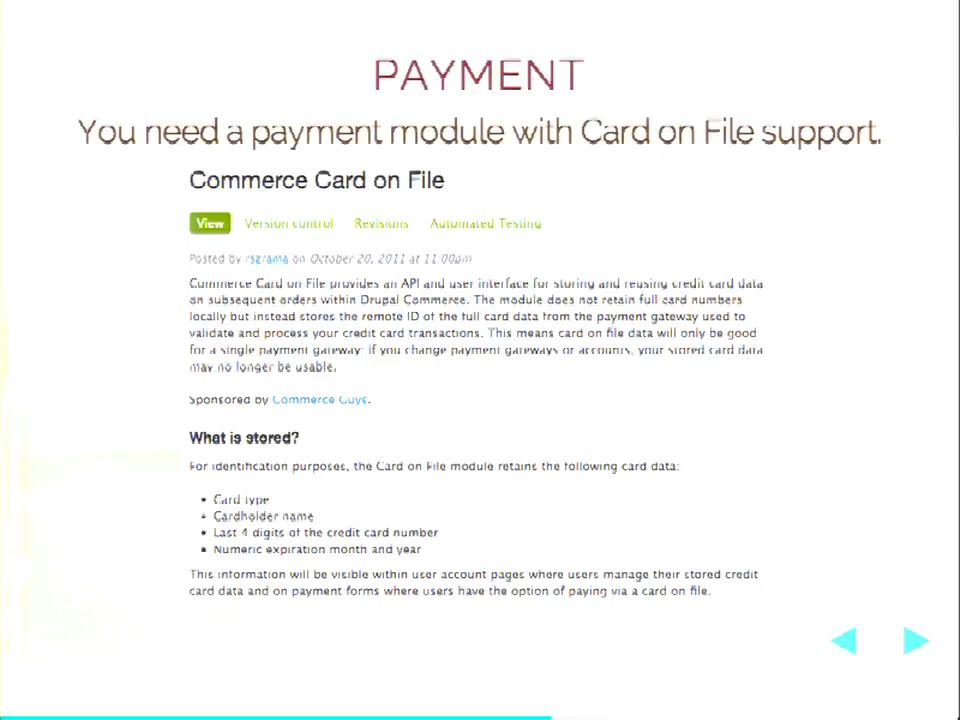 PAYMENT
You need a payment module with Card on File support.
Commerce Card on File
View Version control Revisions Automated Testing
Posted by rszrama on October 20, 2011 at 11:00pm
Commerce Card on File provides an API and user interface for storing and reusing credit card data
on subsequent orders within Drupal Commerce. The module does not retain full card numbers
locally but instead stores the remote ID of the full card data from the payment gateway used to
validate and process your credit card transactions. This means card on file data will only be good
for a single payment gateway; if you change payment gateways or accounts, your stored card data
may no longer be usable.
Sponsored by Commerce Guys.
What is stored?
For identification purposes, the Card on File module retains the following card data:
• Card type
• Cardholder name
• Last 4 digits of the credit card number
• Numeric expiration month and year
This information will be visible within user account pages where users manage their stored credit
card data and on payment forms where users have the option of paying via a card on file.